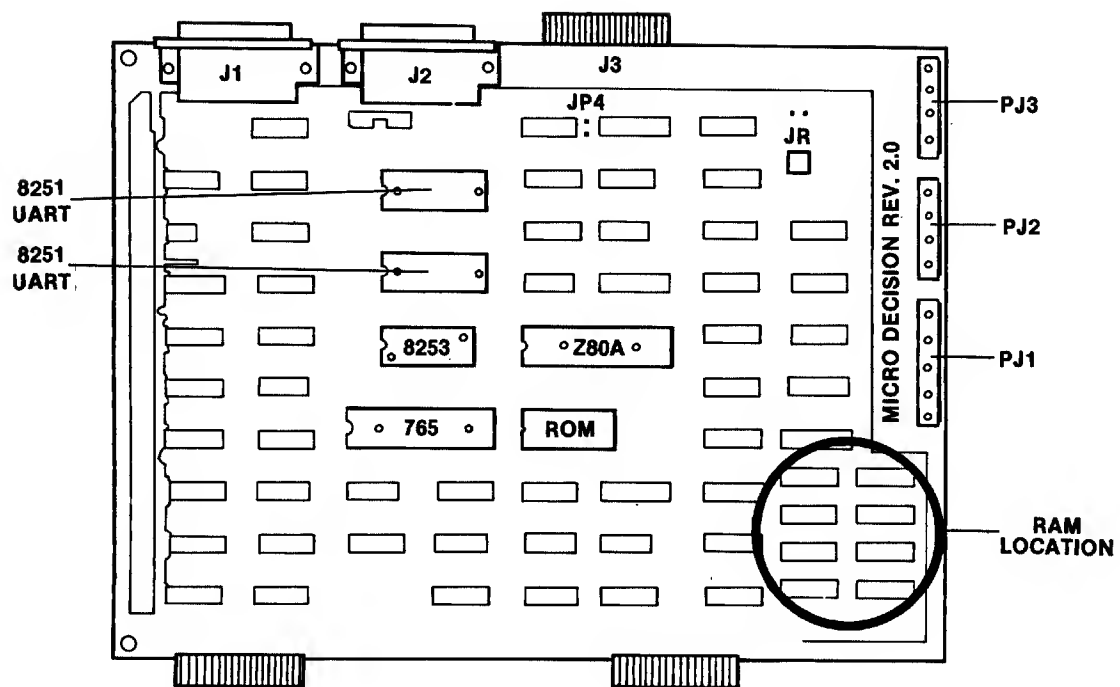 J1
J2
J3
JP4
JR
PJ3
8251
UART
PJ2
8251
UART
MICRO DECISION REV. 2.0
8253
Z80A
PJ1
765
ROM
RAM
LOCATION